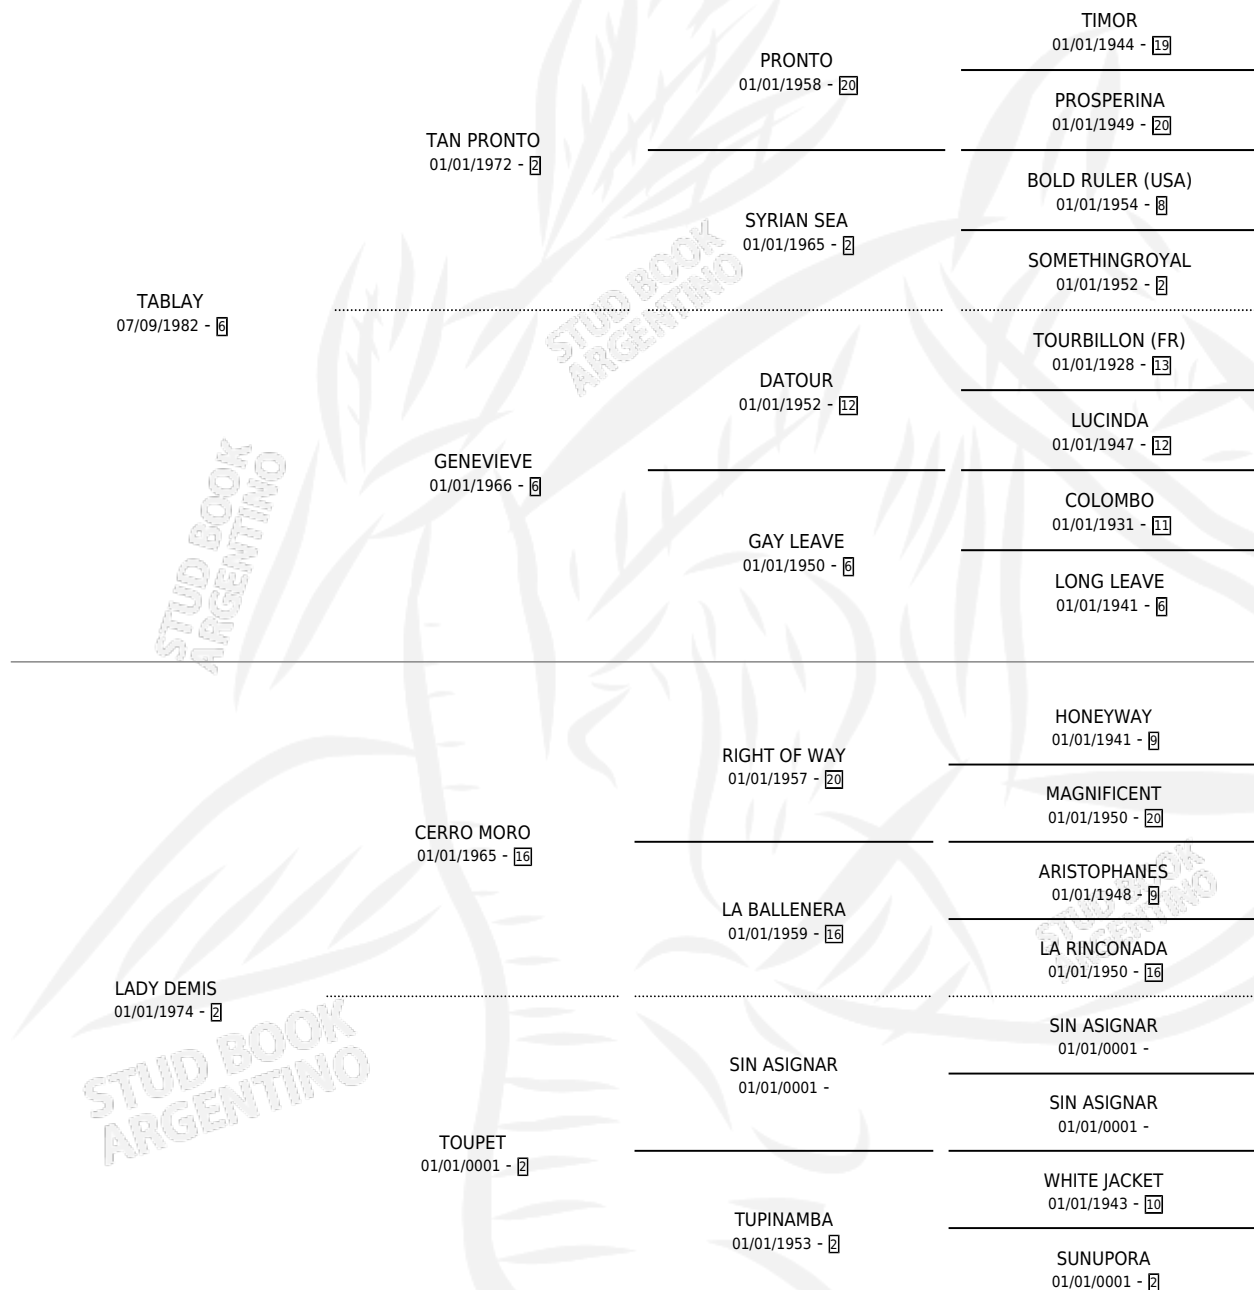 TIMOR
01/01/1944 - 19
PRONTO
01/01/1958 - 20
PROSPERINA
01/01/1949 - 20
TAN PRONTO
01/01/1972 - 2
BOLD RULER (USA)
01/01/1954 - 8
SYRIAN SEA
01/01/1965 - 2
SOMETHINGROYAL
01/01/1952 - 2
TABLAY
07/09/1982 - 6
TOURBILLON (FR)
01/01/1928 - 13
DATOUR
01/01/1952 - 12
LUCINDA
01/01/1947 - 12
GENEVIEVE
01/01/1966 - 6
COLOMBO
01/01/1931 - 11
GAY LEAVE
01/01/1950 - 6
LONG LEAVE
01/01/1941 - 6
STUD BOOK
ARGENTINO
STUD BOOK
ARGENTINO
HONEYWAY
01/01/1941 - 9
RIGHT OF WAY
01/01/1957 - 20
MAGNIFICENT
01/01/1950 - 20
CERRO MORO
01/01/1965 - 16
ARISTOPHANES
01/01/1948 - 9
LA BALLENERA
01/01/1959 - 16
LA RINCONADA
01/01/1950 - 16
LADY DEMIS
01/01/1974 - 2
SIN ASIGNAR
01/01/0001 -
SIN ASIGNAR
01/01/0001 -
SIN ASIGNAR
01/01/0001 -
TOUPET
01/01/0001 - 2
WHITE JACKET
01/01/1943 - 10
TUPINAMBA
01/01/1953 - 2
SUNUPORA
01/01/0001 - 2
STUD BOOK
ARGENTINO
STUD BOOK
ARGENTINO